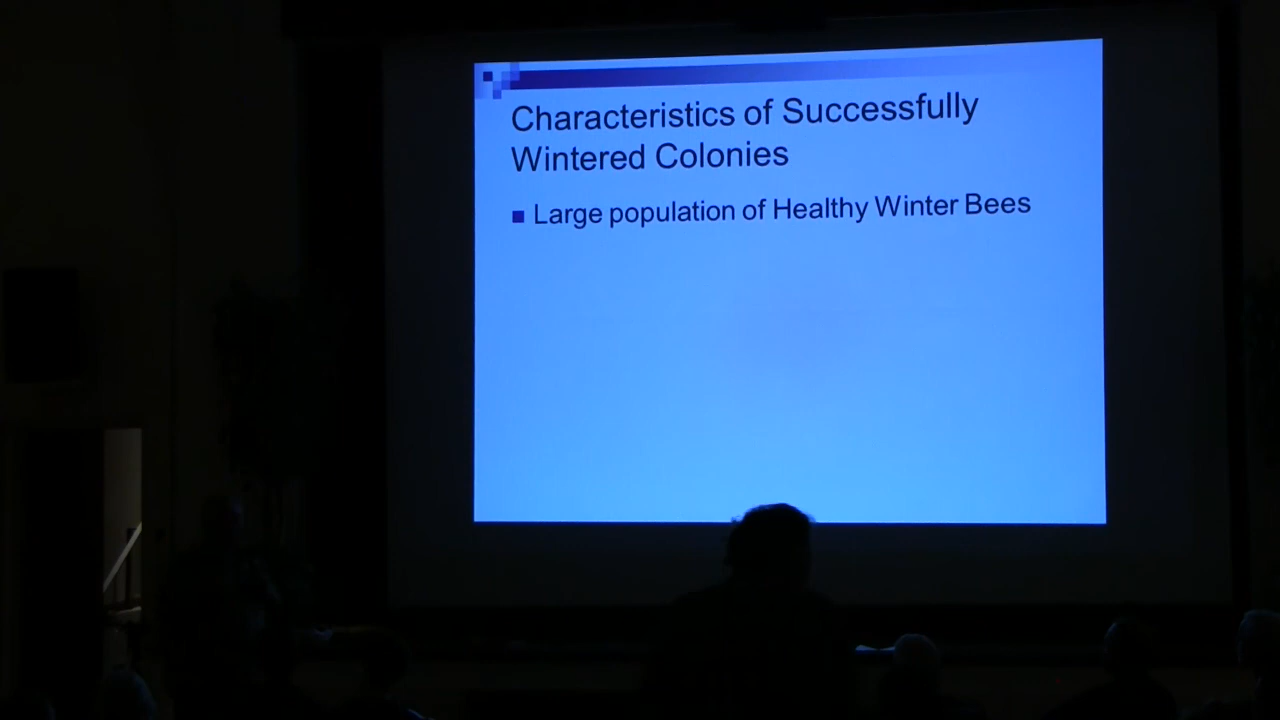 Characteristics of Successfully
Wintered Colonies
Large population of Healthy Winter Bees